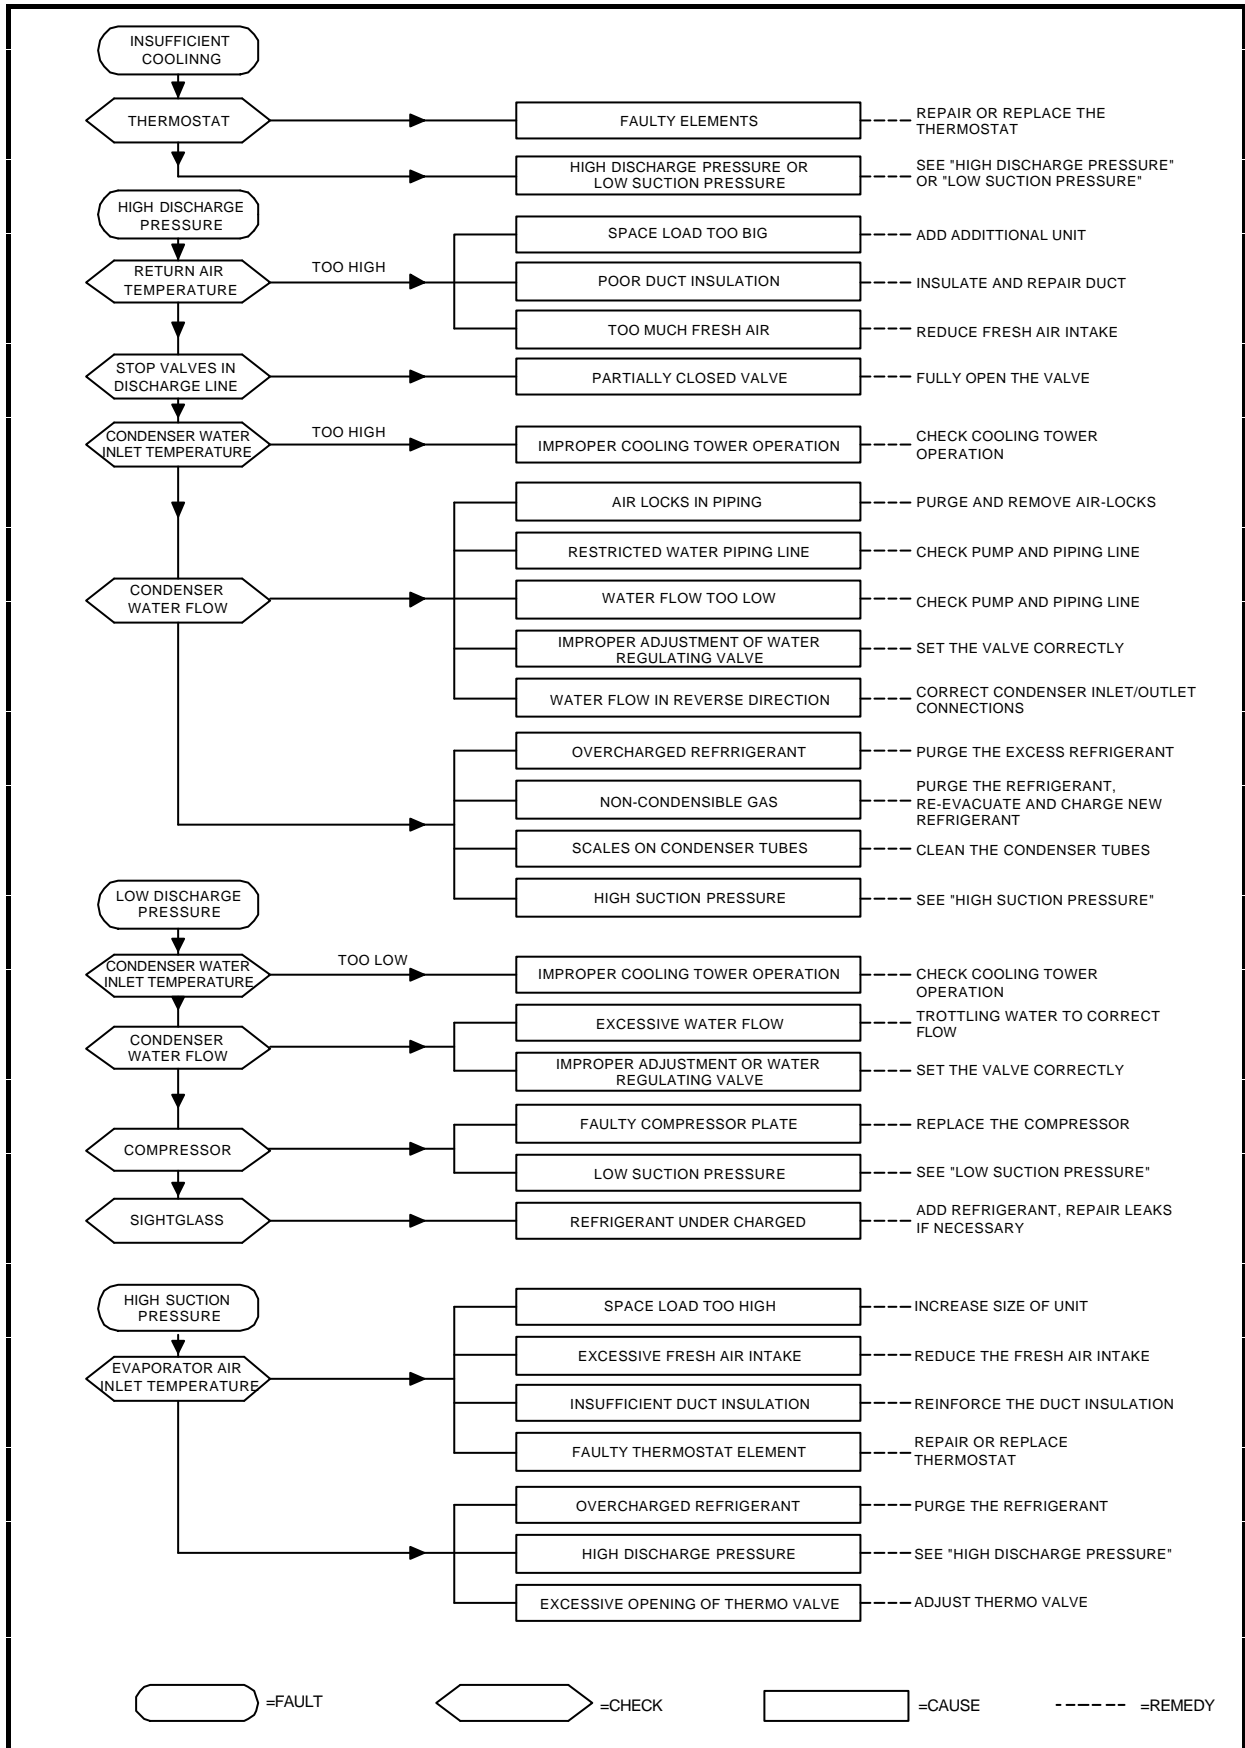 INSUFFICIENT
COOLINNG
THERMOSTAT
FAULTY ELEMENTS
REPAIR OR REPLACE THE
THERMOSTAT
HIGH DISCHARGE PRESSURE OR
LOW SUCTION PRESSURE
SEE "HIGH DISCHARGE PRESSURE"
OR "LOW SUCTION PRESSURE"
HIGH DISCHARGE
PRESSURE
RETURN AIR
TEMPERATURE
TOO HIGH
SPACE LOAD TOO BIG
ADD ADDITTIONAL UNIT
POOR DUCT INSULATION
INSULATE AND REPAIR DUCT
TOO MUCH FRESH AIR
REDUCE FRESH AIR INTAKE
STOP VALVES IN
DISCHARGE LINE
PARTIALLY CLOSED VALVE
FULLY OPEN THE VALVE
CONDENSER WATER
INLET TEMPERATURE
TOO HIGH
IMPROPER COOLING TOWER OPERATION
CHECK COOLING TOWER
OPERATION
CONDENSER
WATER FLOW
AIR LOCKS IN PIPING
PURGE AND REMOVE AIR-LOCKS
RESTRICTED WATER PIPING LINE
CHECK PUMP AND PIPING LINE
WATER FLOW TOO LOW
CHECK PUMP AND PIPING LINE
IMPROPER ADJUSTMENT OF WATER
REGULATING VALVE
SET THE VALVE CORRECTLY
WATER FLOW IN REVERSE DIRECTION
CORRECT CONDENSER INLET/OUTLET
CONNECTIONS
OVERCHARGED REFRRIGERANT
PURGE THE EXCESS REFRIGERANT
NON-CONDENSIBLE GAS
PURGE THE REFRIGERANT,
RE-EVACUATE AND CHARGE NEW
REFRIGERANT
SCALES ON CONDENSER TUBES
CLEAN THE CONDENSER TUBES
HIGH SUCTION PRESSURE
SEE "HIGH SUCTION PRESSURE"
LOW DISCHARGE
PRESSURE
CONDENSER WATER
INLET TEMPERATURE
TOO LOW
IMPROPER COOLING TOWER OPERATION
CHECK COOLING TOWER
OPERATION
CONDENSER
WATER FLOW
EXCESSIVE WATER FLOW
TROTTLING WATER TO CORRECT
FLOW
IMPROPER ADJUSTMENT OR WATER
REGULATING VALVE
SET THE VALVE CORRECTLY
COMPRESSOR
FAULTY COMPRESSOR PLATE
REPLACE THE COMPRESSOR
LOW SUCTION PRESSURE
SEE "LOW SUCTION PRESSURE"
SIGHTGLASS
REFRIGERANT UNDER CHARGED
ADD REFRIGERANT, REPAIR LEAKS
IF NECESSARY
HIGH SUCTION
PRESSURE
EVAPORATOR AIR
INLET TEMPERATURE
SPACE LOAD TOO HIGH
INCREASE SIZE OF UNIT
EXCESSIVE FRESH AIR INTAKE
REDUCE THE FRESH AIR INTAKE
INSUFFICIENT DUCT INSULATION
REINFORCE THE DUCT INSULATION
FAULTY THERMOSTAT ELEMENT
REPAIR OR REPLACE
THERMOSTAT
OVERCHARGED REFRIGERANT
PURGE THE REFRIGERANT
HIGH DISCHARGE PRESSURE
SEE "HIGH DISCHARGE PRESSURE"
EXCESSIVE OPENING OF THERMO VALVE
ADJUST THERMO VALVE
=FAULT
=CHECK
=CAUSE
=REMEDY